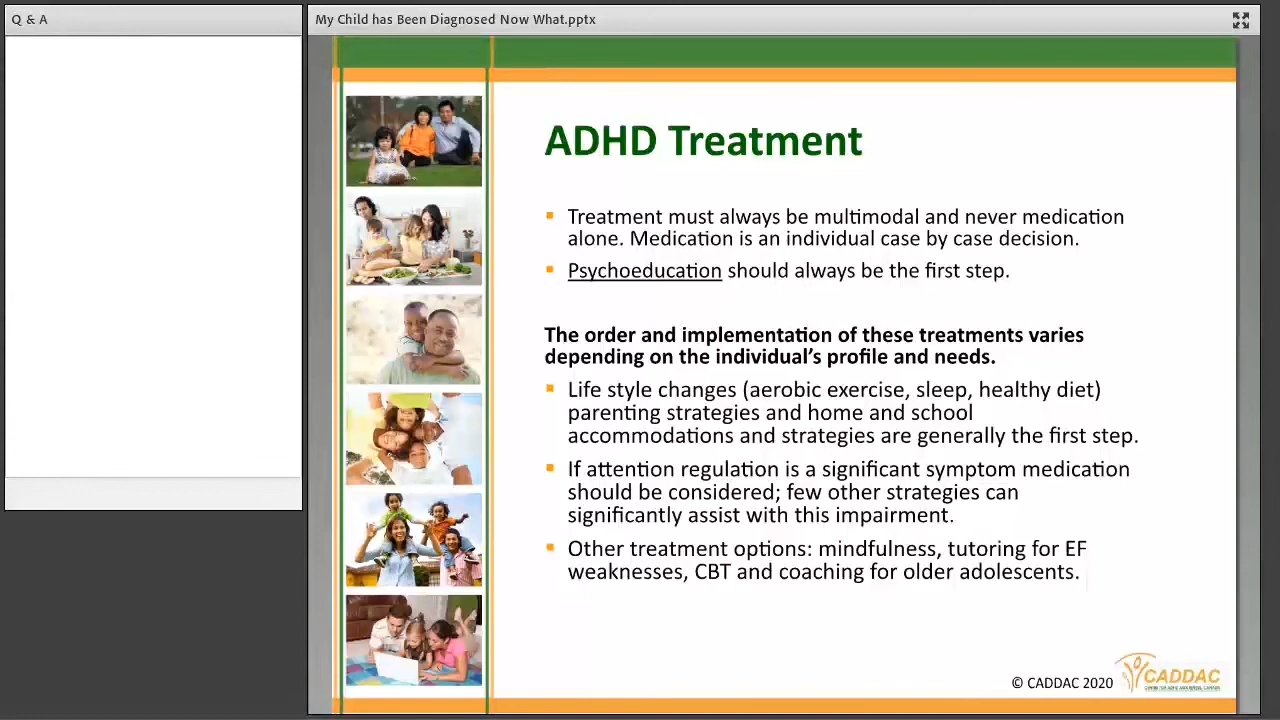 Q & A
My Child has Been Diagnosed Now What.pptx
ADHD Treatment
Treatment must always be multimodal and never medication
alone. Medication is an individual case by case decision.
Psychoeducation should always be the first step.
The order and implementation of these treatments varies
depending on the individual's profile and needs.
Life style changes (aerobic exercise, sleep, healthy diet)
parenting strategies and home and school
accommodations and strategies are generally the first step.
If attention regulation is a significant symptom medication
should be considered; few other strategies can
significantly assist with this impairment.
Other treatment options: mindfulness, tutoring for EF
weaknesses, CBT and coaching for older adolescents.
© CADDAC 2020
CADDAC